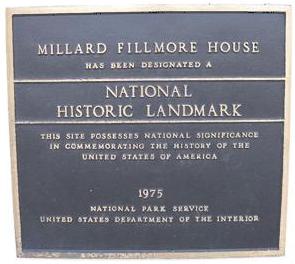 MILLARD FILLMORE HOUSE
HAS BEEN DESIGNATED A
NATIONAL
HISTORIC LANDMARK
THIS SITE POSSESSES NATIONAL SIGNIFICANCE
IN COMMEMORATING THE HISTORY OF THE
UNITED STATES OF AMERICA
1975
NATIONAL PARK SERVICE
UNITED STATES DEPARTMENT OF THE INTERIOR